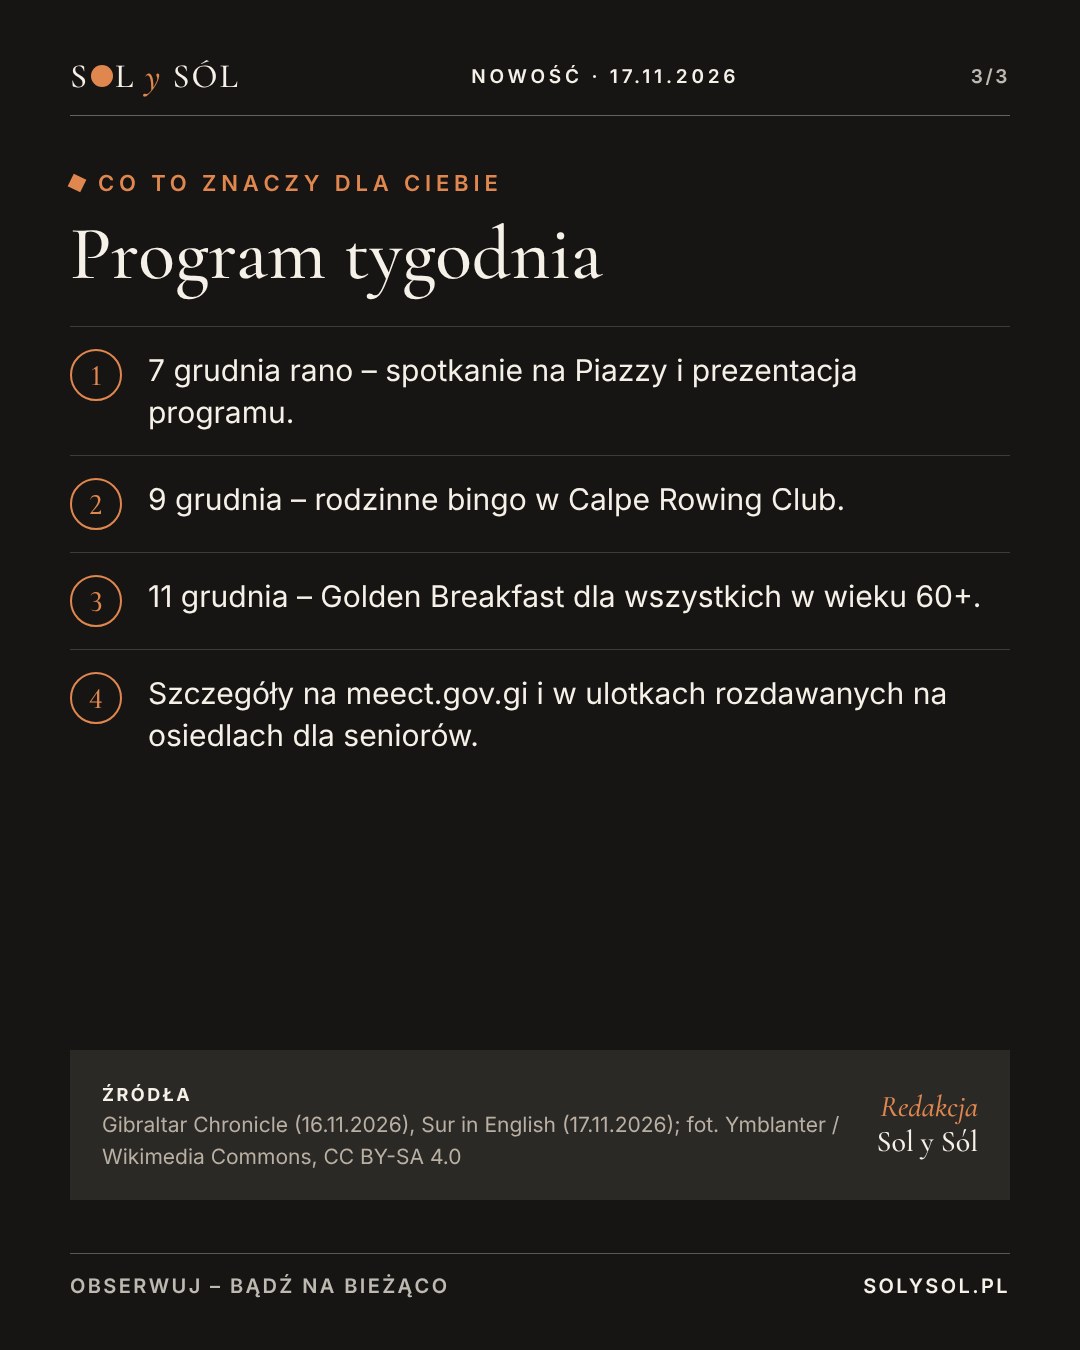 SOL y SÓL
NOWOŚĆ · 17.11.2026
3/3
CO TO ZNACZY DLA CIEBIE
Program tygodnia
1
7 grudnia rano – spotkanie na Piazzy i prezentacja
programu.
2
9 grudnia – rodzinne bingo w Calpe Rowing Club.
3
11 grudnia – Golden Breakfast dla wszystkich w wieku 60+.
4
Szczegóły na meect.gov.gi i w ulotkach rozdawanych na
osiedlach dla seniorów.
ŹRÓDŁA
Gibraltar Chronicle (16.11.2026), Sur in English (17.11.2026); fot. Ymblanter /
Wikimedia Commons, CC BY-SA 4.0
Redakcja
Sol y Sól
OBSERWUJ – BĄDŹ NA BIEŻĄCO
SOLYSOL.PL